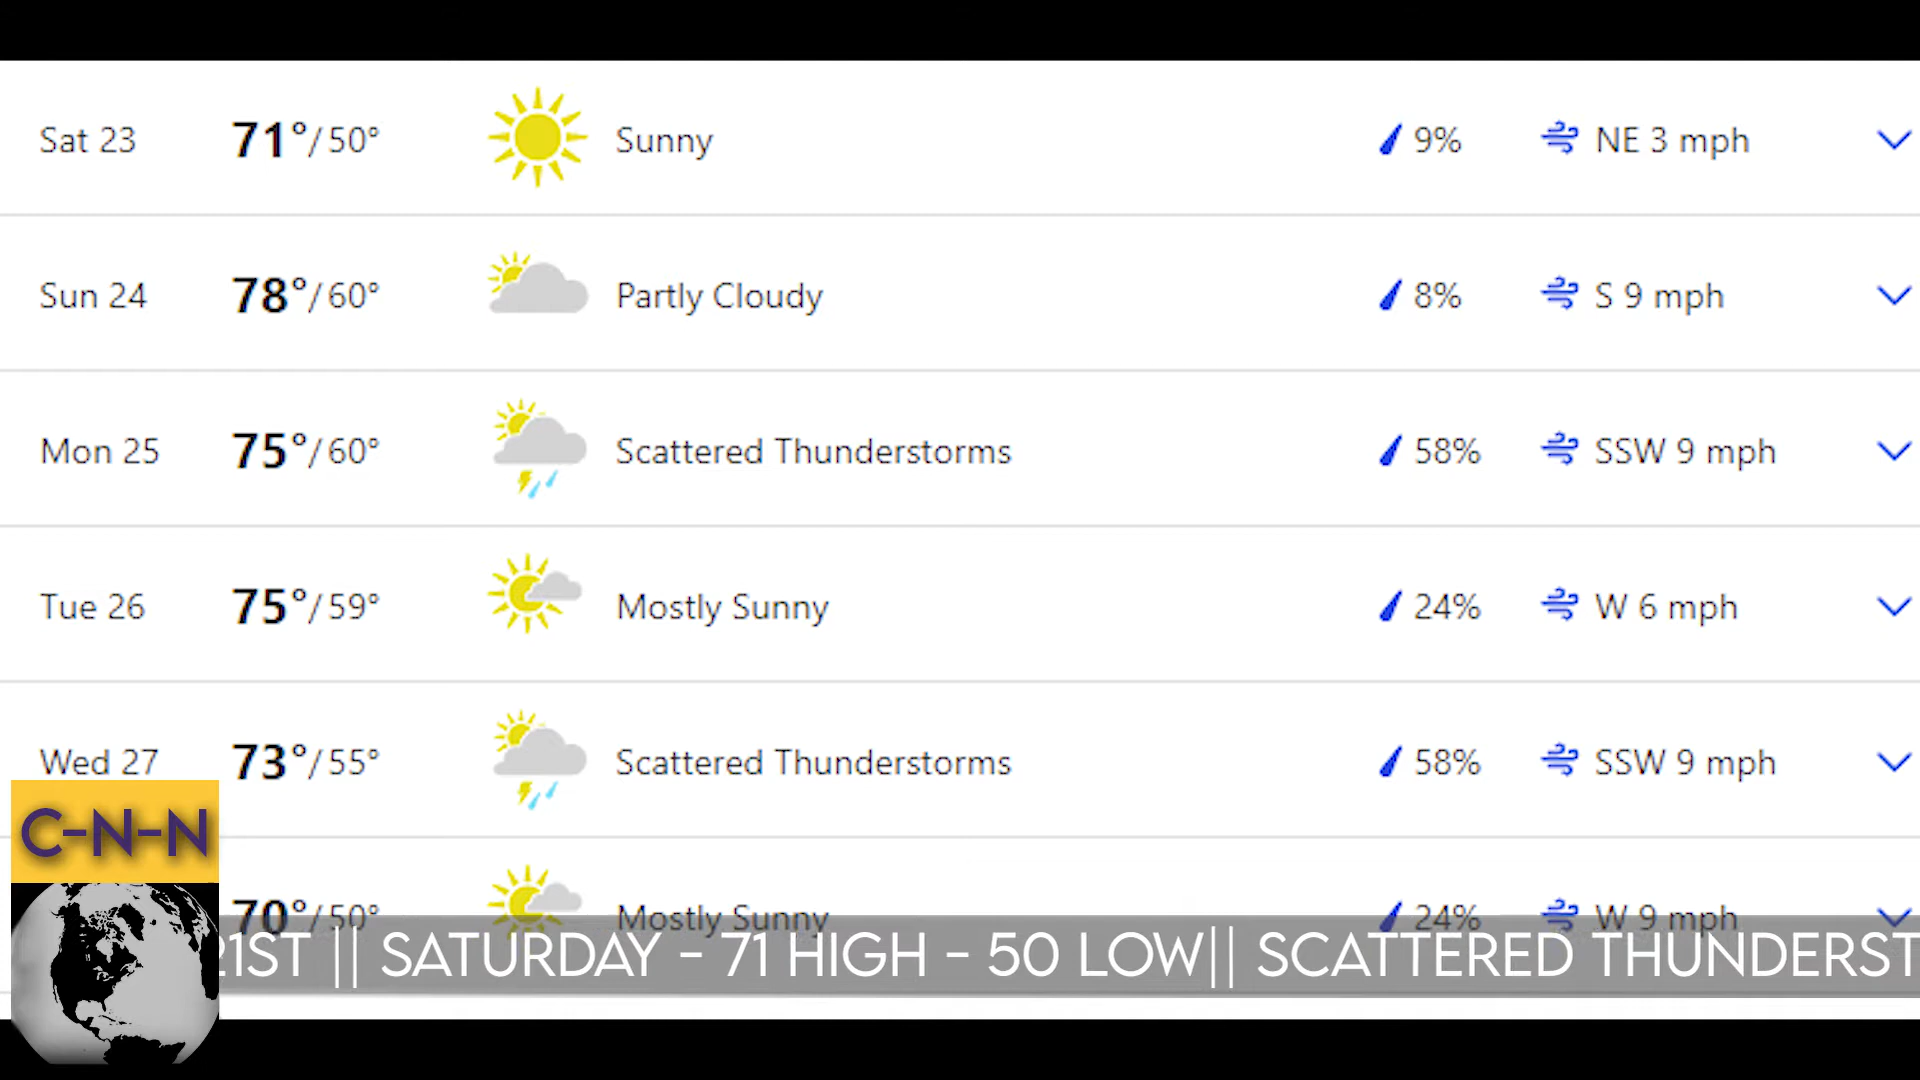 Sat 23 71°/50° Sunny 9% NE 3 mph
Sun 24 78°/60° Partly Cloudy 8% S 9 mph
Mon 25 75°/60° Scattered Thunderstorms 58% SSW 9 mph
Tue 26 75°/59° Mostly Sunny 24% W 6 mph
Wed 27 73°/55° Scattered Thunderstorms 58% SSW 9 mph
C-N-N
70°/50° Mostly Sunny 24% W 9 mph
21ST || SATURDAY - 71 HIGH - 50 LOW|| SCATTERED THUNDERST